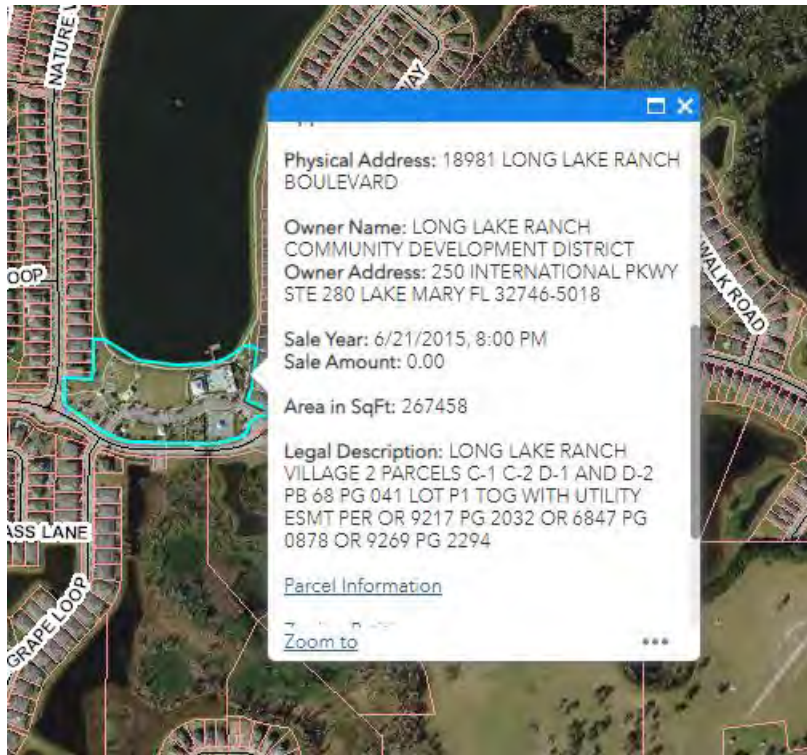 NATURE
WAY
Physical Address: 18981 LONG LAKE RANCH
BOULEVARD
Owner Name: LONG LAKE RANCH
COMMUNITY DEVELOPMENT DISTRICT
Owner Address: 250 INTERNATIONAL PKWY
STE 280 LAKE MARY FL 32746-5018
Sale Year: 6/21/2015, 8:00 PM
Sale Amount: 0.00
Area in SqFt: 267458
Legal Description: LONG LAKE RANCH
VILLAGE 2 PARCELS C-1 C-2 D-1 AND D-2
PB 68 PG 041 LOT P1 TOG WITH UTILITY
ESMT PER OR 9217 PG 2032 OR 6847 PG
0878 OR 9269 PG 2294
Parcel Information
Zoom to
•••
OOP
WALK ROAD
ASS LANE
GRAPE LOOP